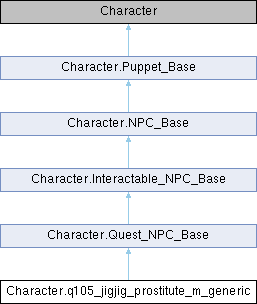 Character
Character.Puppet_Base
Character.NPC_Base
Character.Interactable_NPC_Base
Character.Quest_NPC_Base
Character.q105_jigjig_prostitute_m_generic